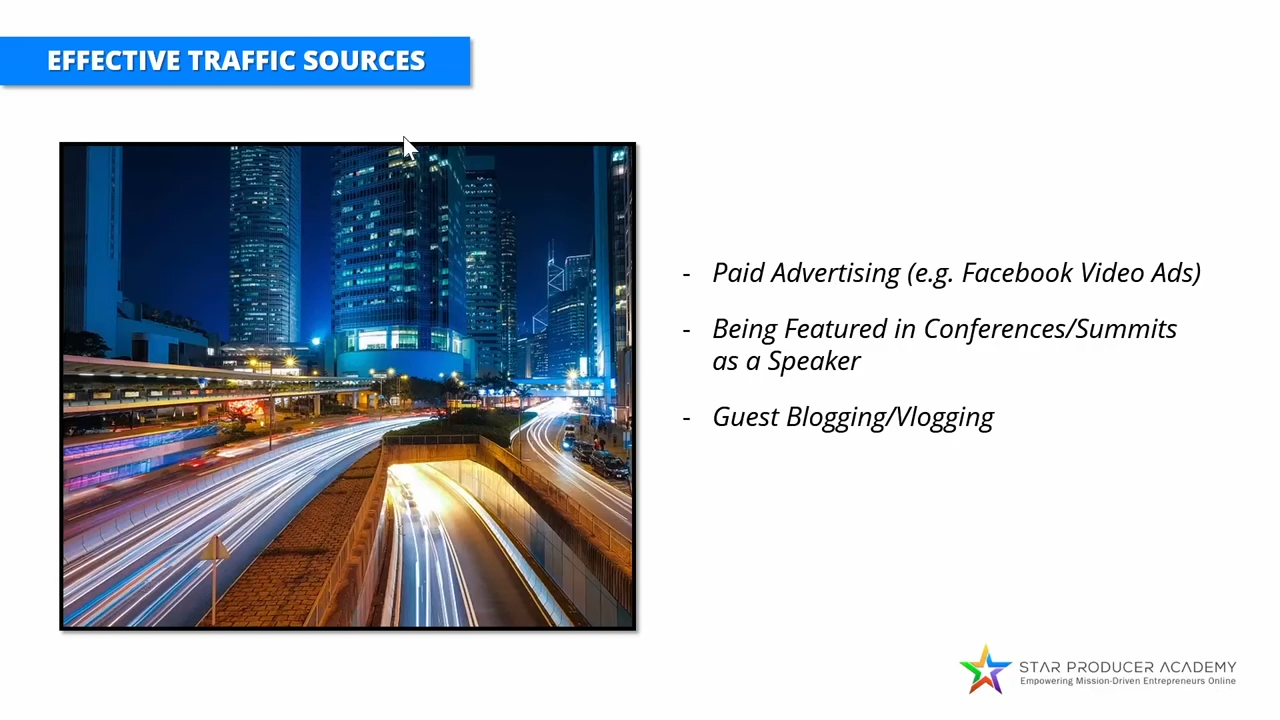 EFFECTIVE TRAFFIC SOURCES
- Paid Advertising (e.g. Facebook Video Ads)
- Being Featured in Conferences/Summits
as a Speaker
- Guest Blogging/Vlogging
STAR PRODUCER ACADEMY
Empowering Mission-Driven Entrepreneurs Online